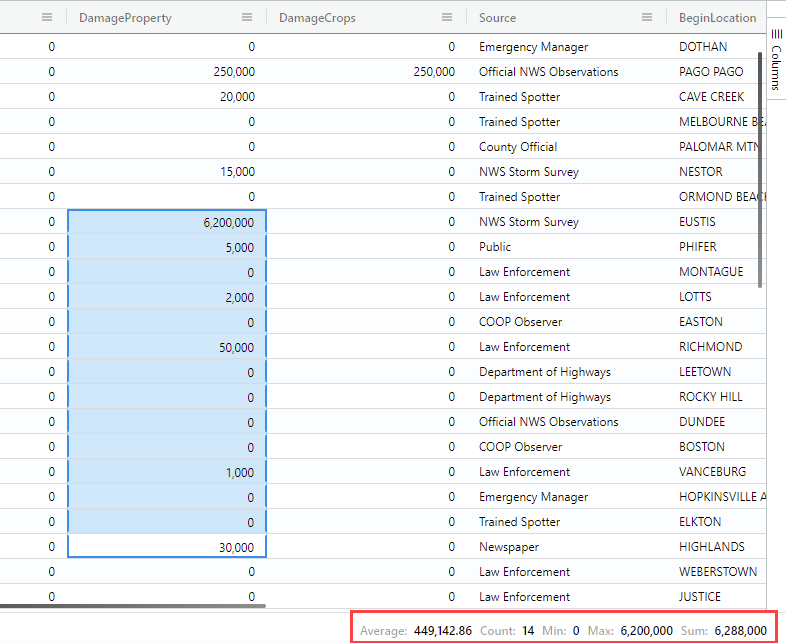 DamageProperty DamageCrops Source BeginLocation
Columns
0 0 0 Emergency Manager DOTHAN
0 250,000 250,000 Official NWS Observations PAGO PAGO
0 20,000 0 Trained Spotter CAVE CREEK
0 0 0 Trained Spotter MELBOURNE BEA
0 0 0 County Official PALOMAR MTN
0 15,000 0 NWS Storm Survey NESTOR
0 0 0 Trained Spotter ORMOND BEACH
0 6,200,000 0 NWS Storm Survey EUSTIS
0 5,000 0 Public PHIFER
0 0 0 Law Enforcement MONTAGUE
0 2,000 0 Law Enforcement LOTTS
0 0 0 COOP Observer EASTON
0 50,000 0 Law Enforcement RICHMOND
0 0 0 Department of Highways LEETOWN
0 0 0 Department of Highways ROCKY HILL
0 0 0 Official NWS Observations DUNDEE
0 0 0 COOP Observer BOSTON
0 1,000 0 Law Enforcement VANCEBURG
0 0 0 Emergency Manager HOPKINSVILLE A
0 0 0 Trained Spotter ELKTON
0 30,000 0 Newspaper HIGHLANDS
0 0 0 Law Enforcement WEBERSTOWN
0 0 0 Law Enforcement JUSTICE
Average: 449,142.86 Count: 14 Min: 0 Max: 6,200,000 Sum: 6,288,000